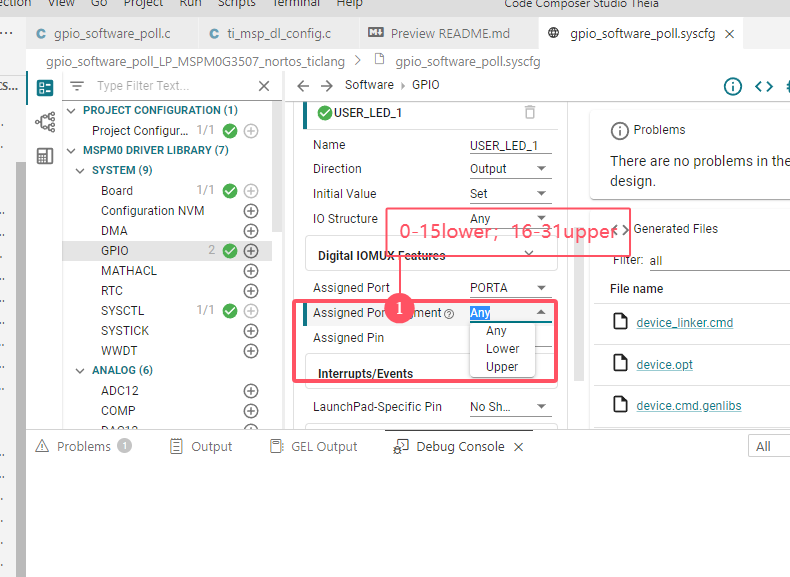 ection View Go Project Run Scripts Terminal Help Code Composer Studio Theia
gpio_software_poll.c ti_msp_dl_config.c Preview README.md gpio_software_poll.syscfg
gpio_software_poll_LP_MSPM0G3507_nortos_ticlang > gpio_software_poll.syscfg
cs...
Type Filter Text...
Software > GPIO
PROJECT CONFIGURATION (1)
Project Configur... 1/1
MSPM0 DRIVER LIBRARY (7)
SYSTEM (9)
Board 1/1
Configuration NVM
DMA
GPIO 2
MATHACL
RTC
SYSCTL 1/1
SYSTICK
WWDT
ANALOG (6)
ADC12
COMP
DAC12
USER_LED_1
Name USER_LED_1
Direction Output
Initial Value Set
IO Structure Any
0-15lower；16-31upper
Digital IOMUX Features
Assigned Port PORTA
1
Assigned Por gment Any
Any
Lower
Upper
Assigned Pin
Interrupts/Events
LaunchPad-Specific Pin No Sh...
Problems
There are no problems in the
design.
Generated Files
Filter: all
File name
device_linker.cmd
device.opt
device.cmd.genlibs
Problems 1 Output GEL Output Debug Console All